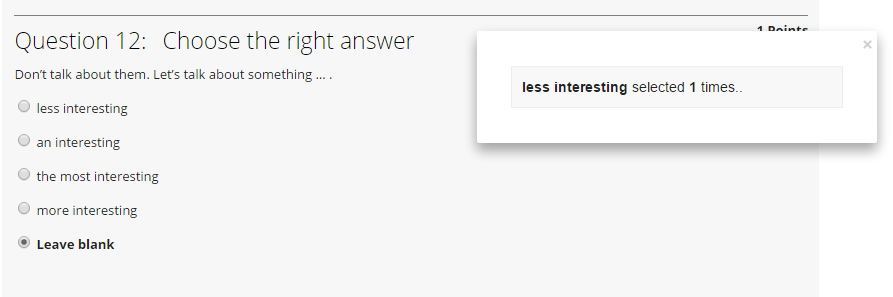 1 Points
Question 12: Choose the right answer
Don't talk about them. Let's talk about something ... .
less interesting
an interesting
the most interesting
more interesting
Leave blank
×
less interesting selected 1 times..